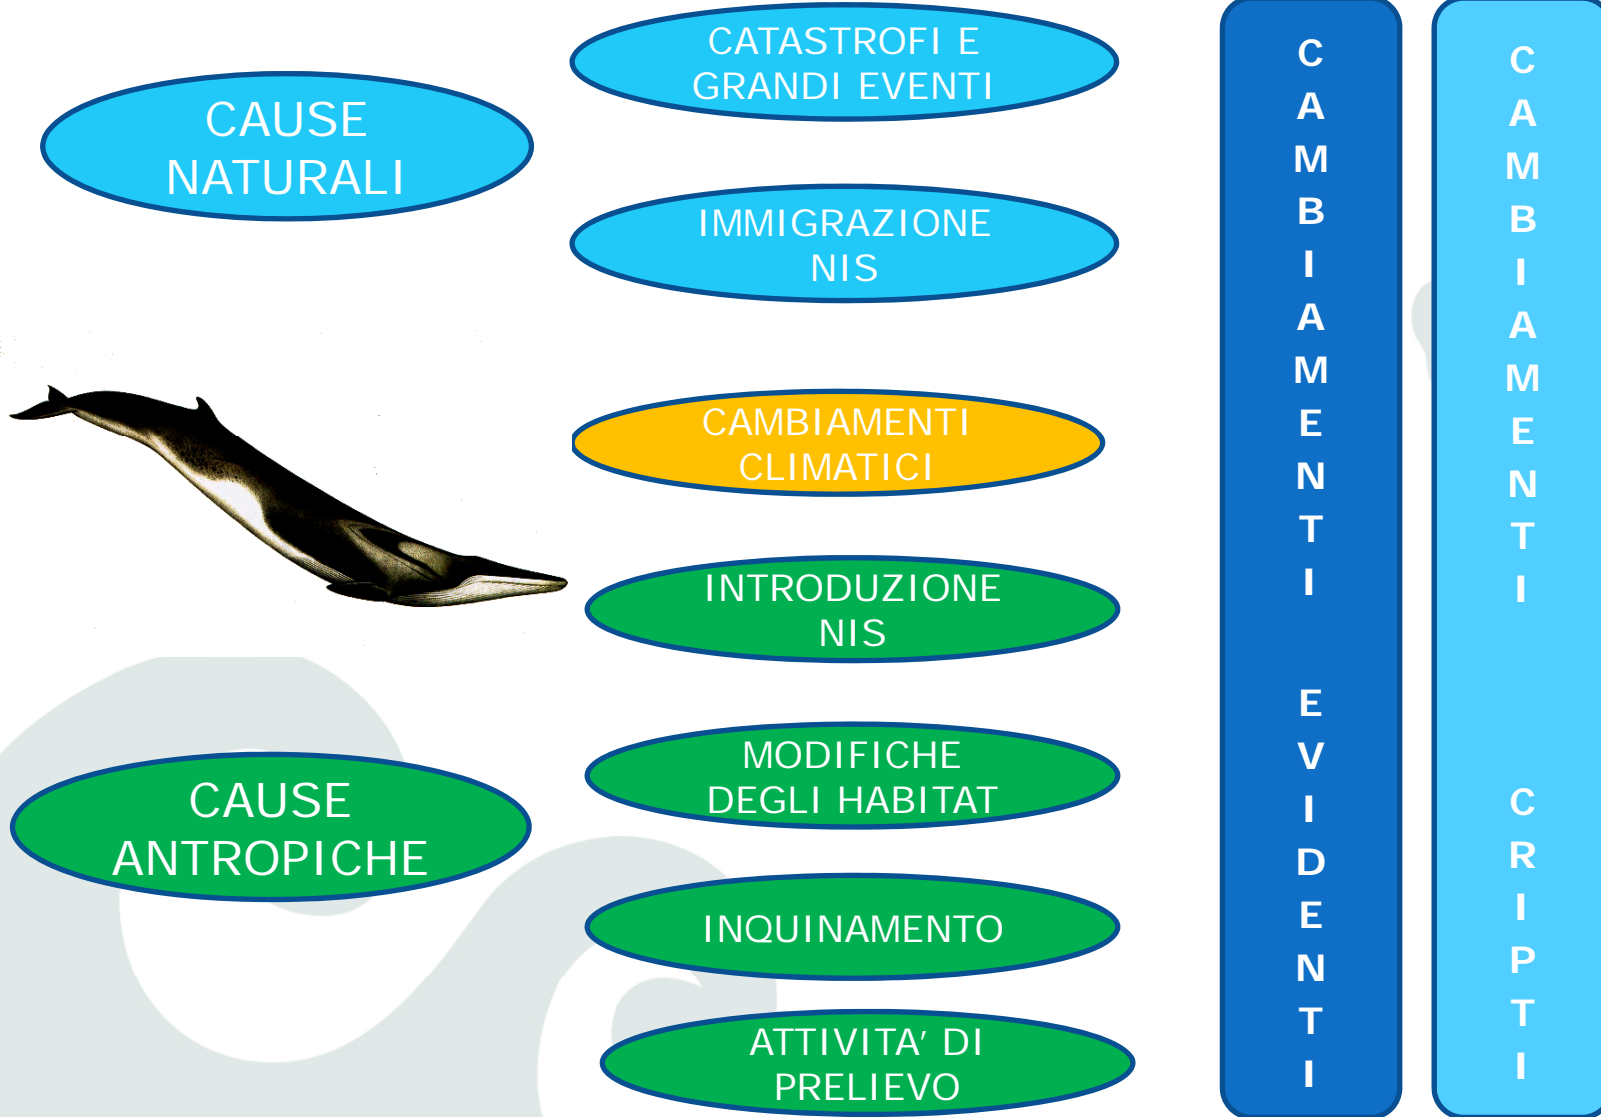 CAUSE
NATURALI
CATASTROFI E
GRANDI EVENTI
IMMIGRAZIONE
NIS
CAMBIAMENTI
CLIMATICI
INTRODUZIONE
NIS
CAUSE
ANTROPICHE
MODIFICHE
DEGLI HABITAT
INQUINAMENTO
ATTIVITA’ DI
PRELIEVO
CAMBIAMENTI EVIDENTI
CAMBIAMENTI CRIPTI